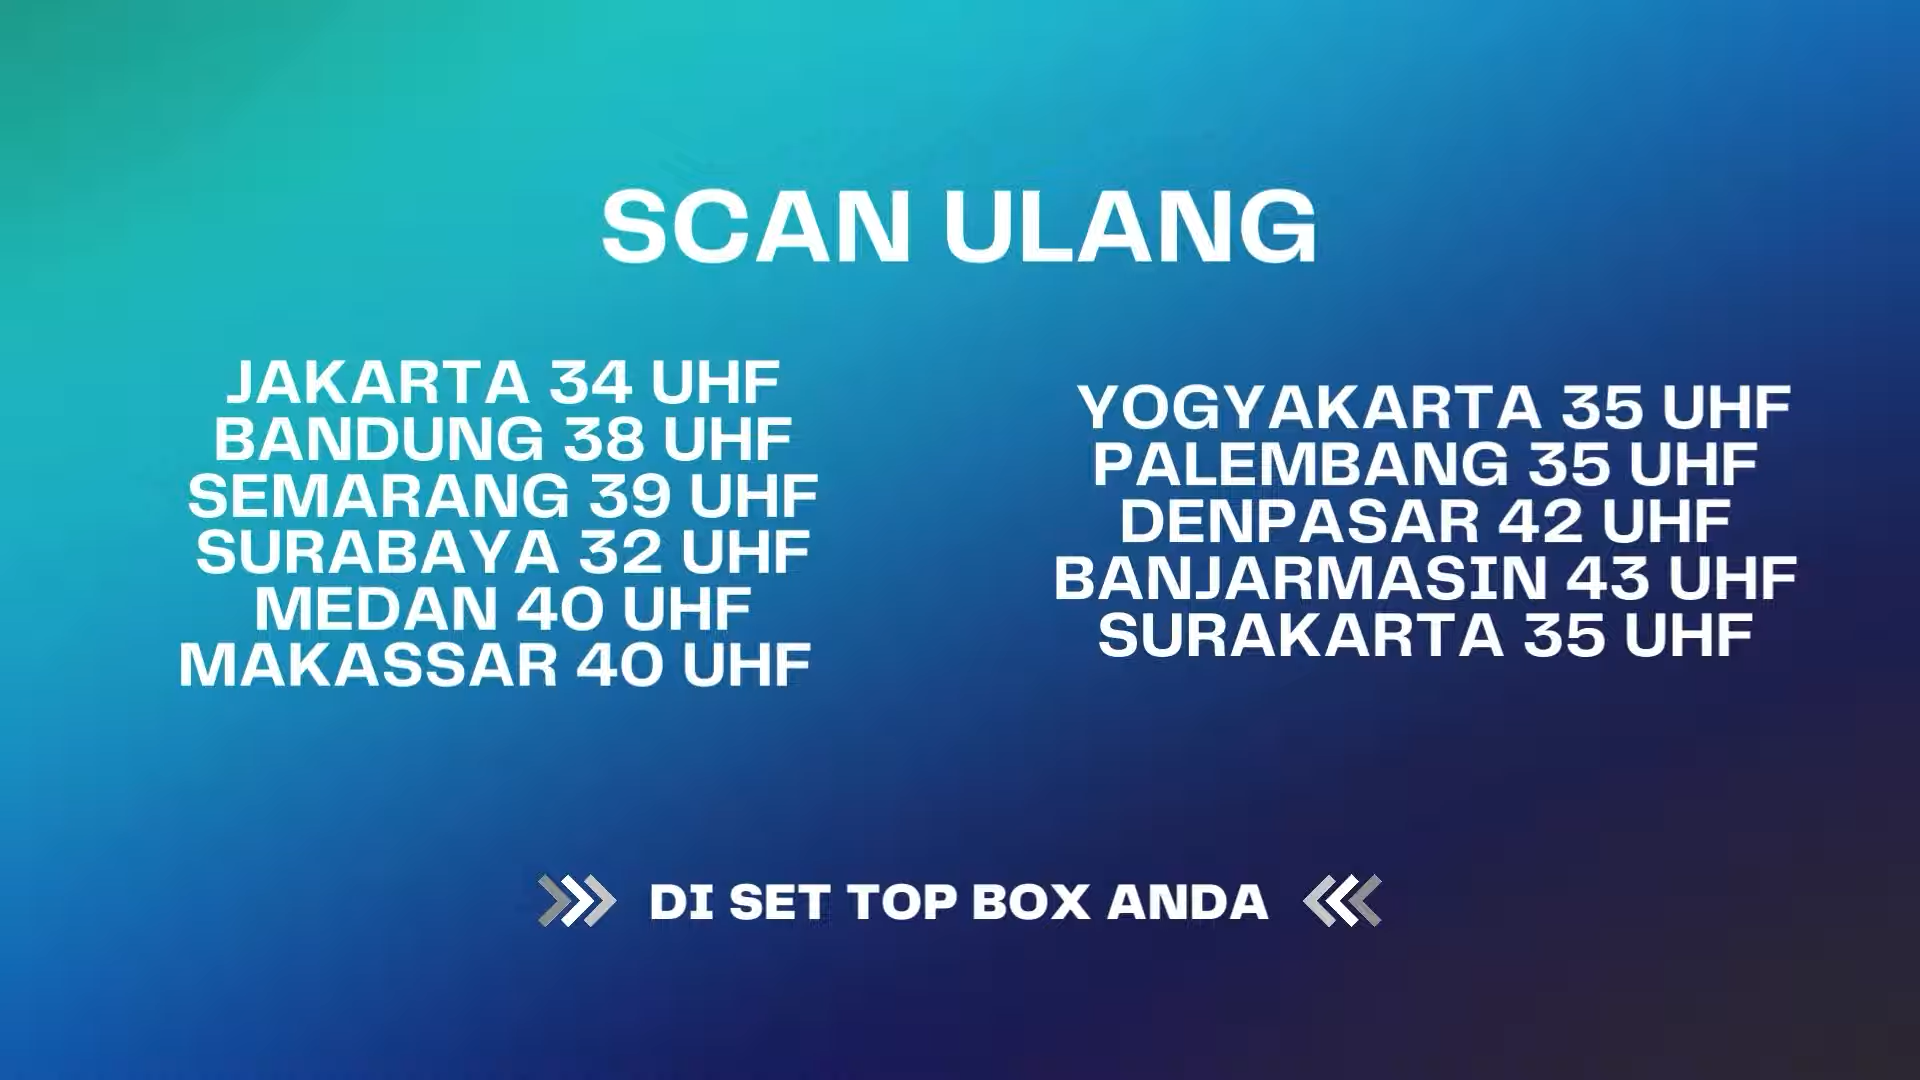 SCAN ULANG
JAKARTA 34 UHF
BANDUNG 38 UHF
SEMARANG 39 UHF
SURABAYA 32 UHF
MEDAN 40 UHF
MAKASSAR 40 UHF
YOGYAKARTA 35 UHF
PALEMBANG 35 UHF
DENPASAR 42 UHF
BANJARMASIN 43 UHF
SURAKARTA 35 UHF
DI SET TOP BOX ANDA